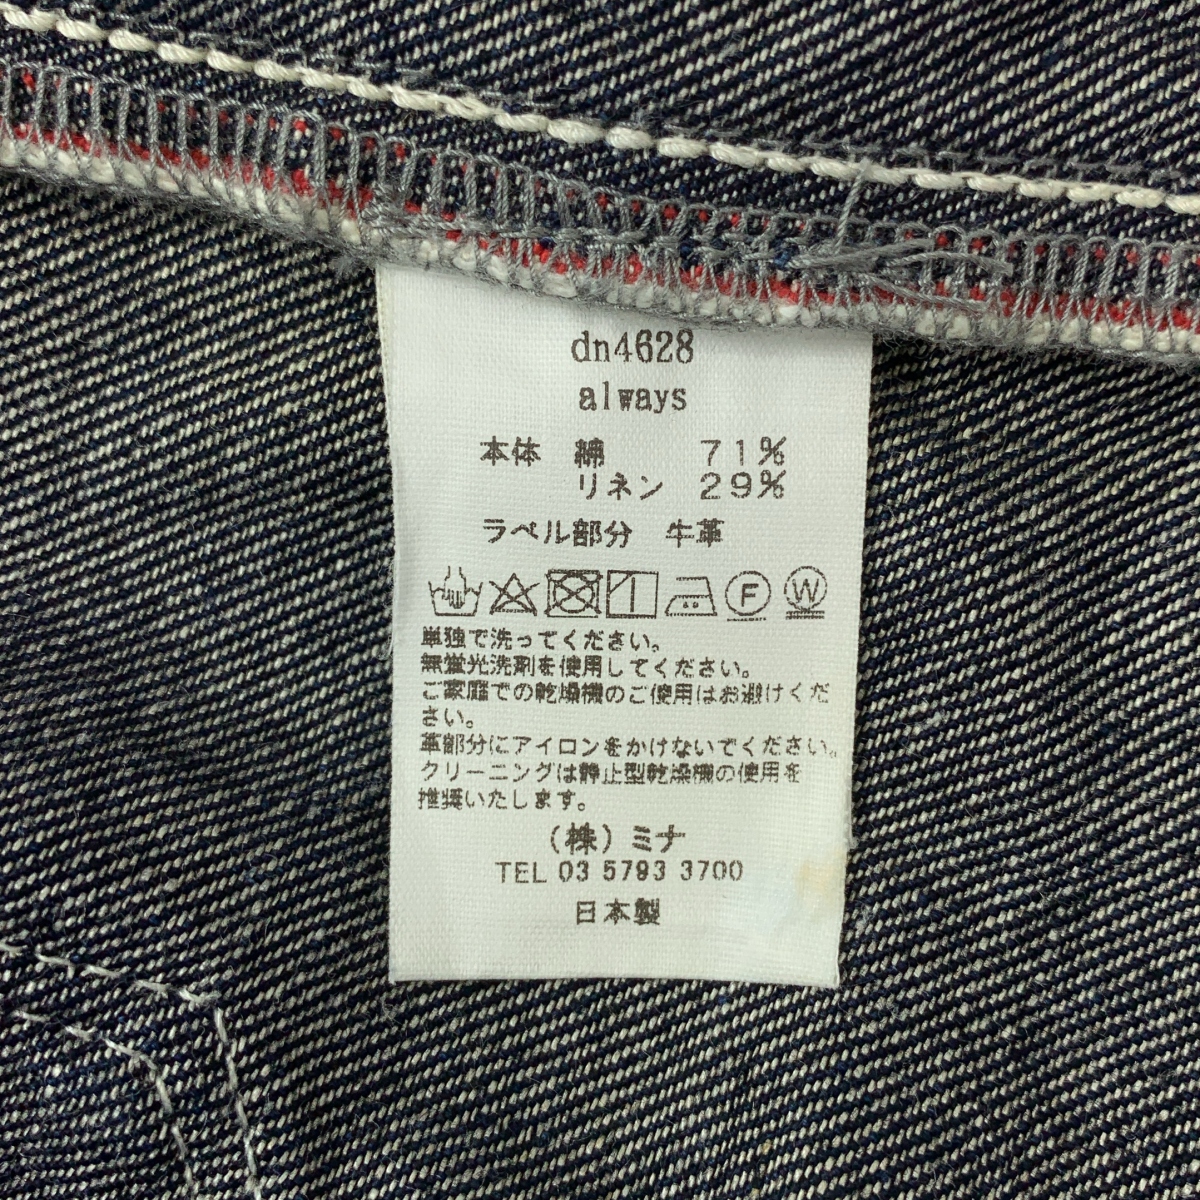 dn4628
always
本体 綿 71%
リネン 29%
ラベル部分 牛革
F W
単独で洗ってください。
無蛍光洗剤を使用してください。
ご家庭での乾燥機のご使用はお避けくだ
さい。
革部分にアイロンをかけないでください。
クリーニングは静止型乾燥機の使用を
推奨いたします。
(株)ミナ
TEL 03 5793 3700
日本製